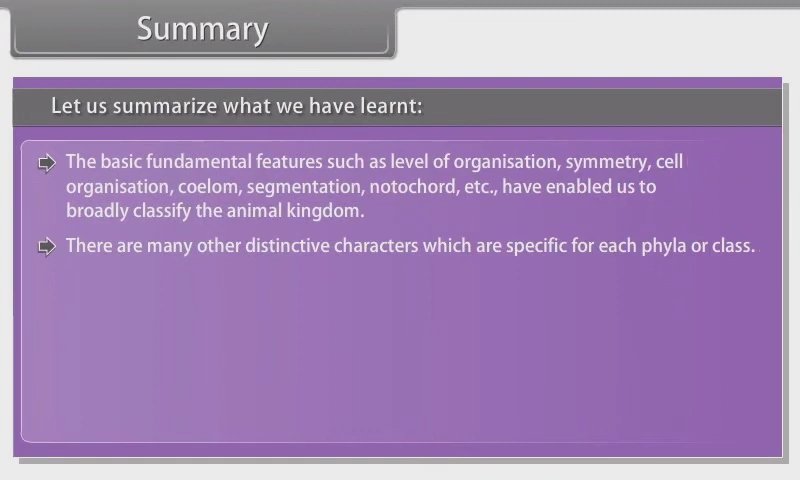 Summary
Let us summarize what we have learnt:
The basic fundamental features such as level of organisation, symmetry, cell
organisation, coelom, segmentation, notochord, etc., have enabled us to
broadly classify the animal kingdom.
There are many other distinctive characters which are specific for each phyla or class.